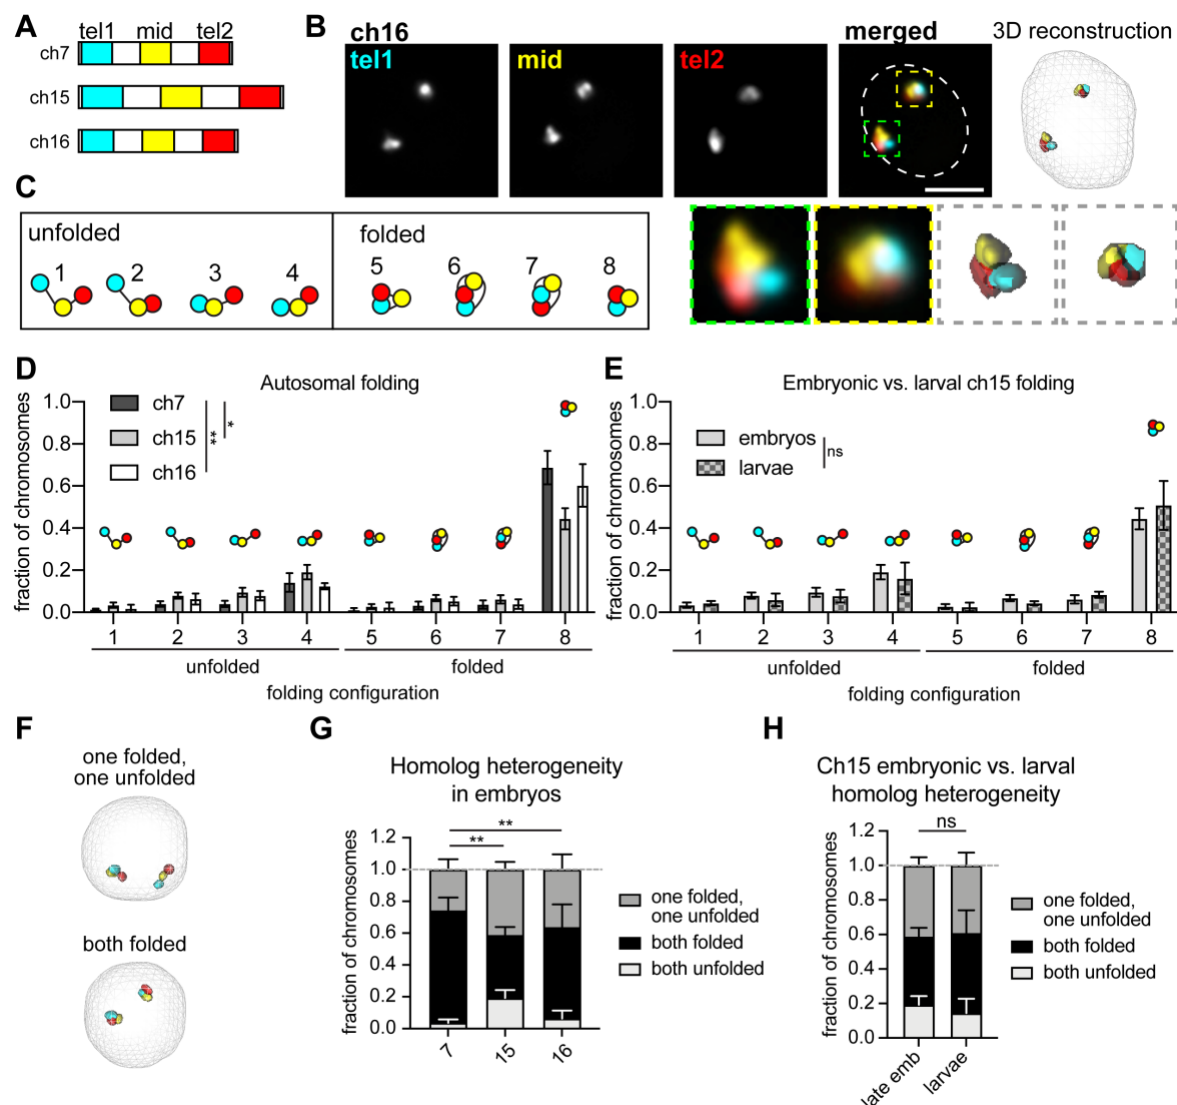 A
tel1 mid tel2
ch7
ch15
ch16
B
ch16
tel1
mid
tel2
merged
3D reconstruction
C
unfolded
1 2 3 4
folded
5 6 7 8
D
Autosomal folding
fraction of chromosomes
1.0
0.8
0.6
0.4
0.2
0.0
ch7
ch15
ch16
**
*
1 2 3 4 5 6 7 8
unfolded folded
folding configuration
E
Embryonic vs. larval ch15 folding
fraction of chromosomes
1.0
0.8
0.6
0.4
0.2
0.0
embryos
larvae
ns
1 2 3 4 5 6 7 8
unfolded folded
folding configuration
F
one folded,
one unfolded
both folded
G
Homolog heterogeneity
in embryos
fraction of chromosomes
1.2
1.0
0.8
0.6
0.4
0.2
0.0
**
**
7 15 16
one folded,
one unfolded
both folded
both unfolded
H
Ch15 embryonic vs. larval
homolog heterogeneity
fraction of chromosomes
1.2
1.0
0.8
0.6
0.4
0.2
0.0
ns
late emb
larvae
one folded,
one unfolded
both folded
both unfolded